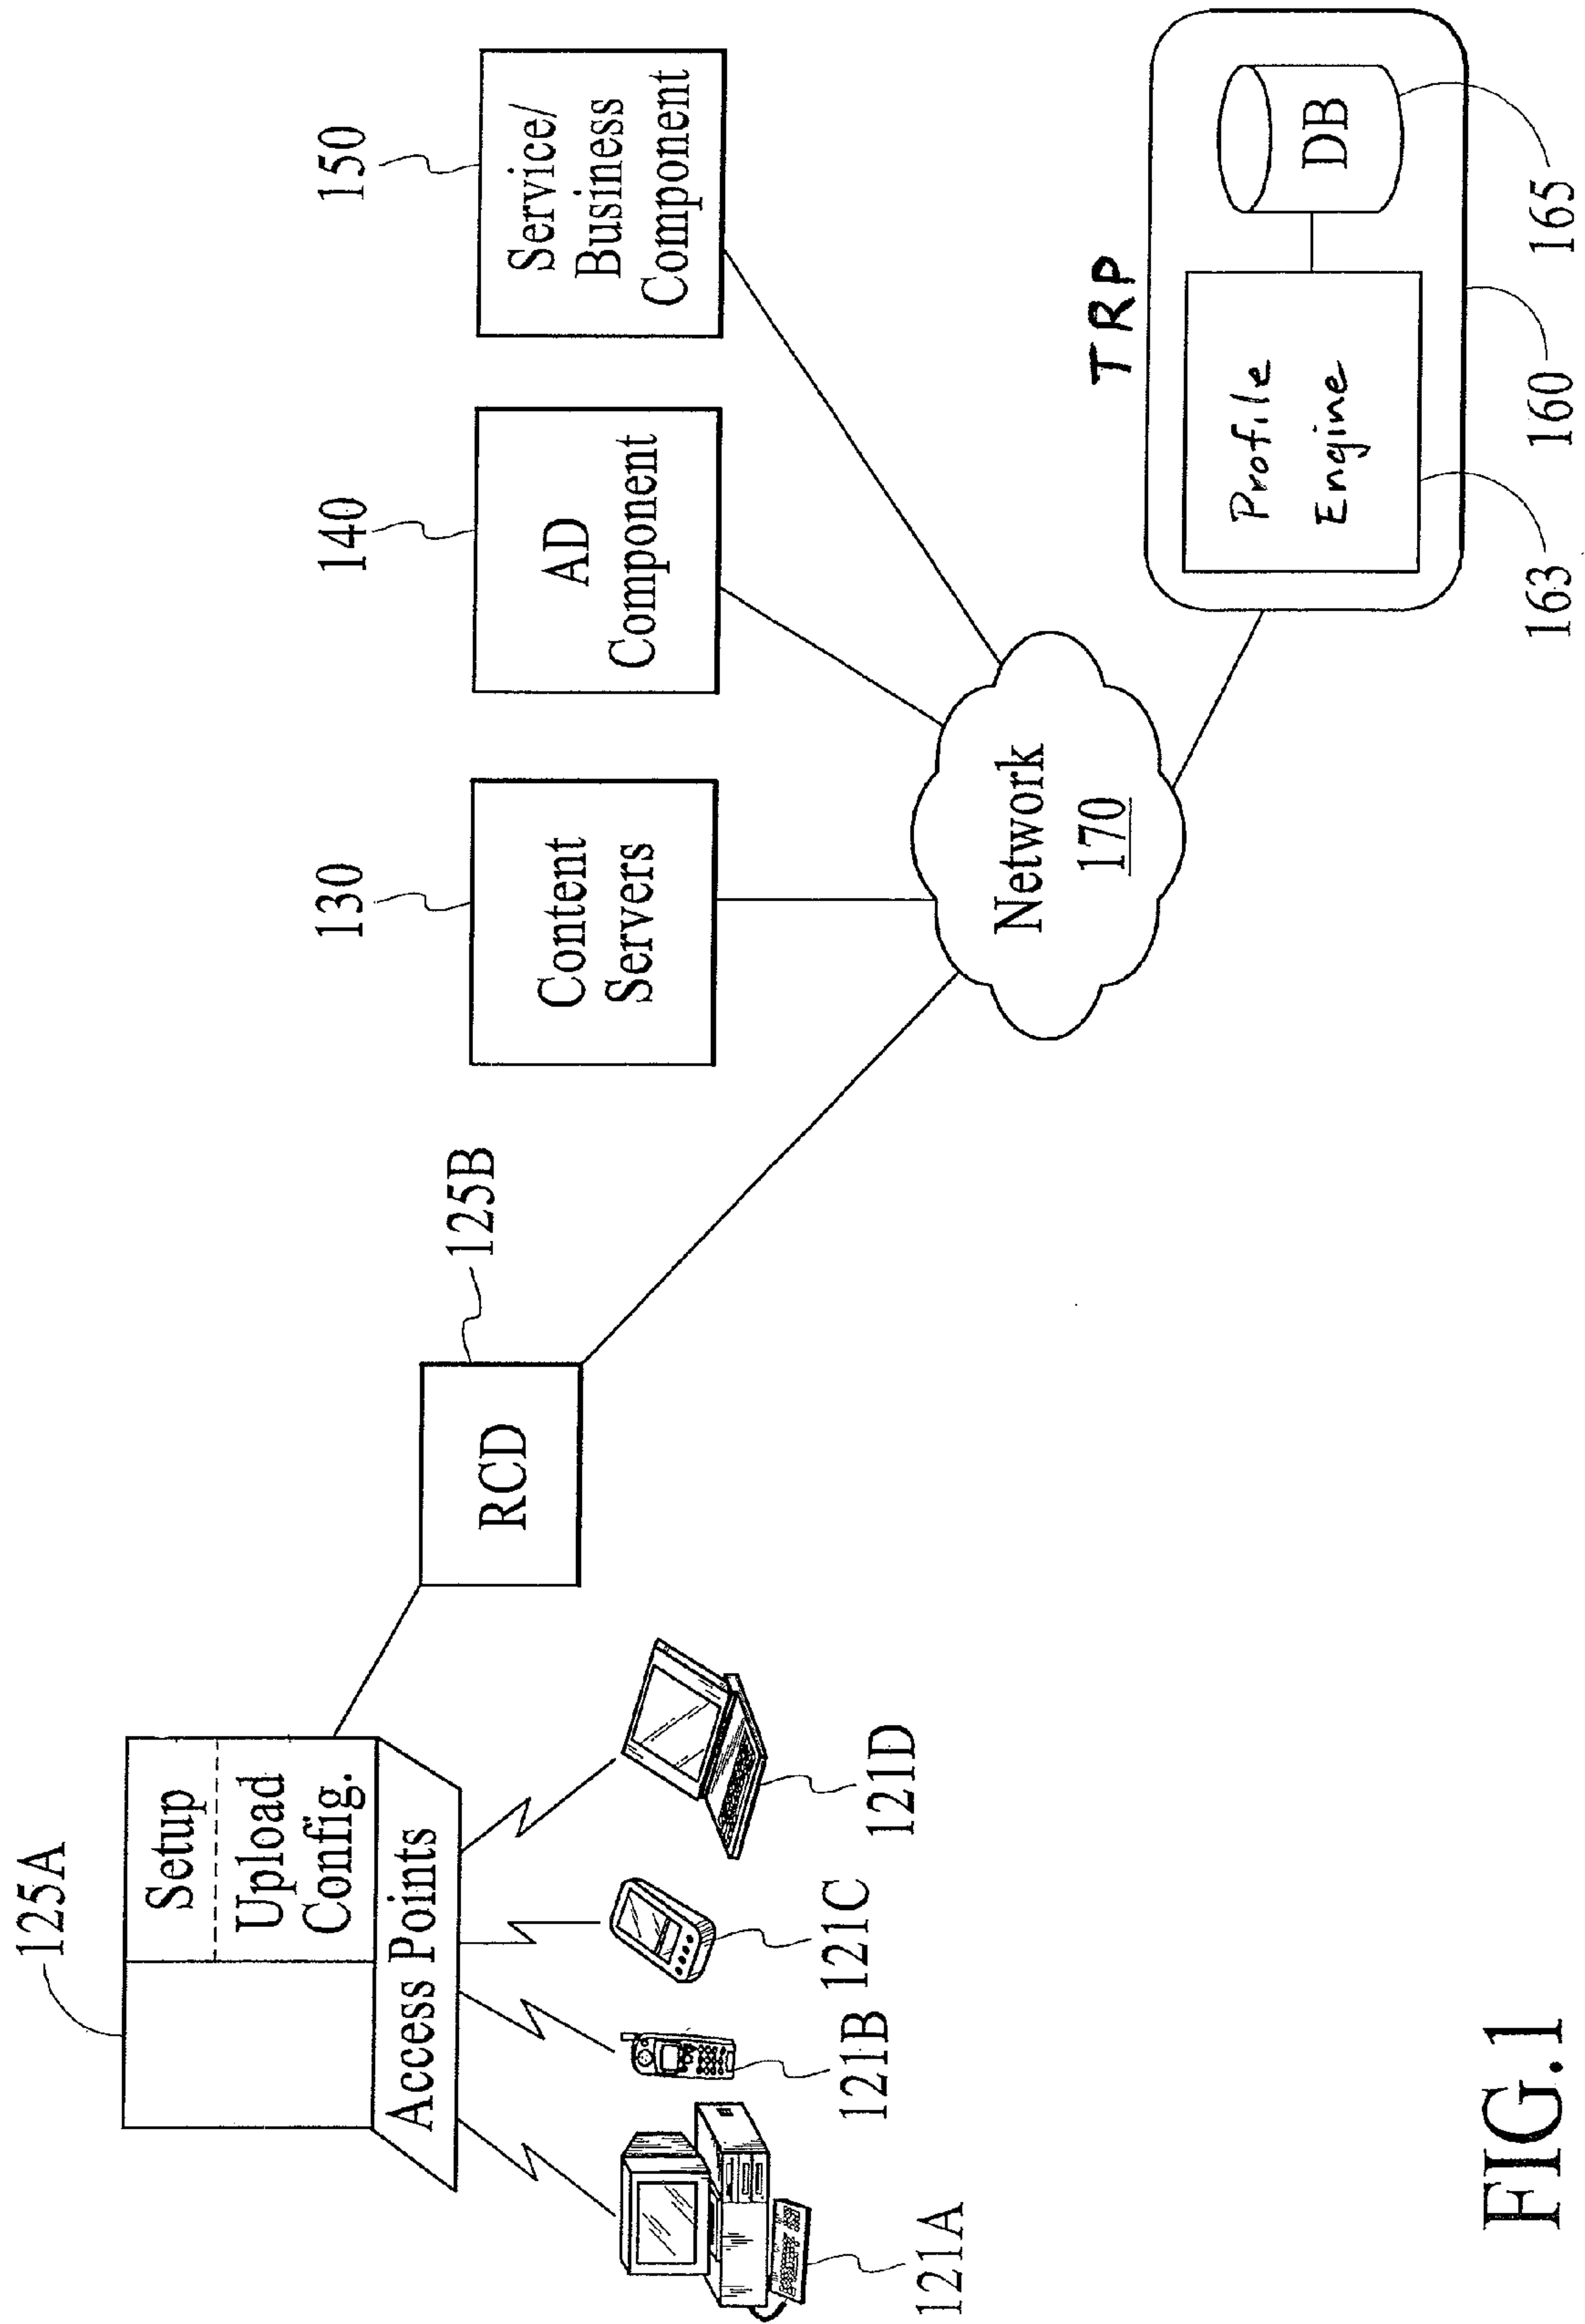 125A
Setup
Upload
Config.
Access Points
121A
121B
121C
121D
RCD
125B
130
Content
Servers
140
AD
Component
150
Service/
Business
Component
Network
170
TRP
Profile
Engine
DB
163
160
165
FIG.1